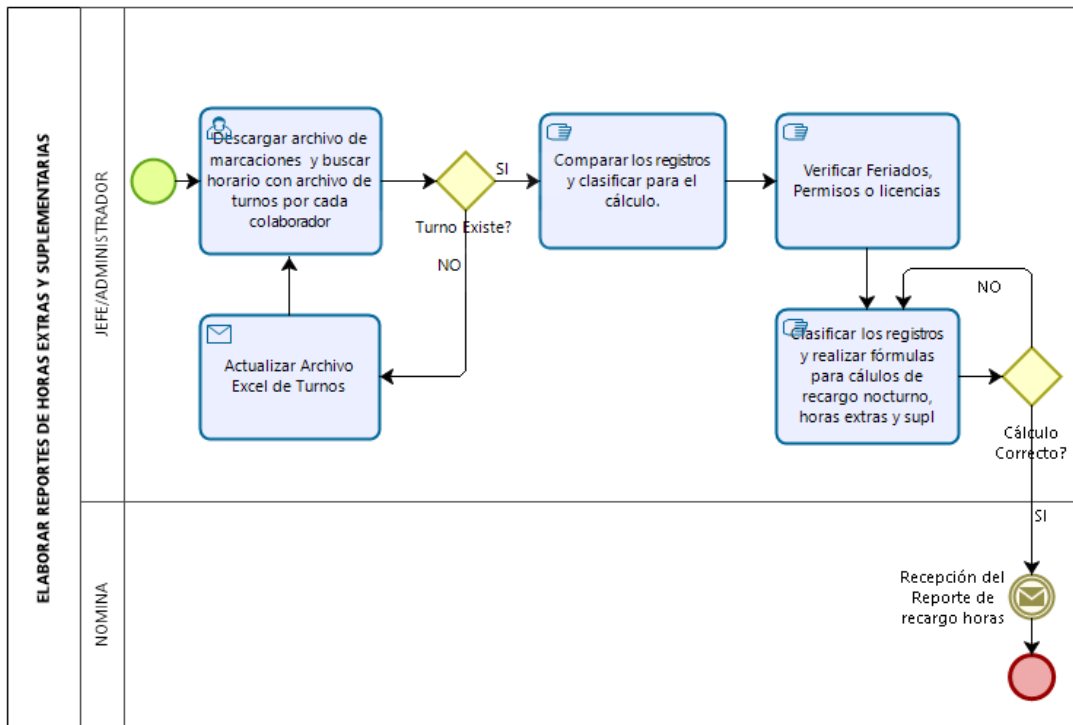 ELABORAR REPORTES DE HORAS EXTRAS Y SUPLEMENTARIAS
JEFE/ADMINISTRADOR
Descargar archivo de
marcaciones y buscar
horario con archivo de
turnos por cada
colaborador
Turno Existe?
SI
NO
Actualizar Archivo
Excel de Turnos
Comparar los registros
y clasificar para el
cálculo.
Verificar Feriados,
Permisos o licencias
Clasificar los registros
y realizar fórmulas
para cálulos de
recargo nocturno,
horas extras y supl
NO
Cálculo
Correcto?
SI
NOMINA
Recepción del
Reporte de
recargo horas